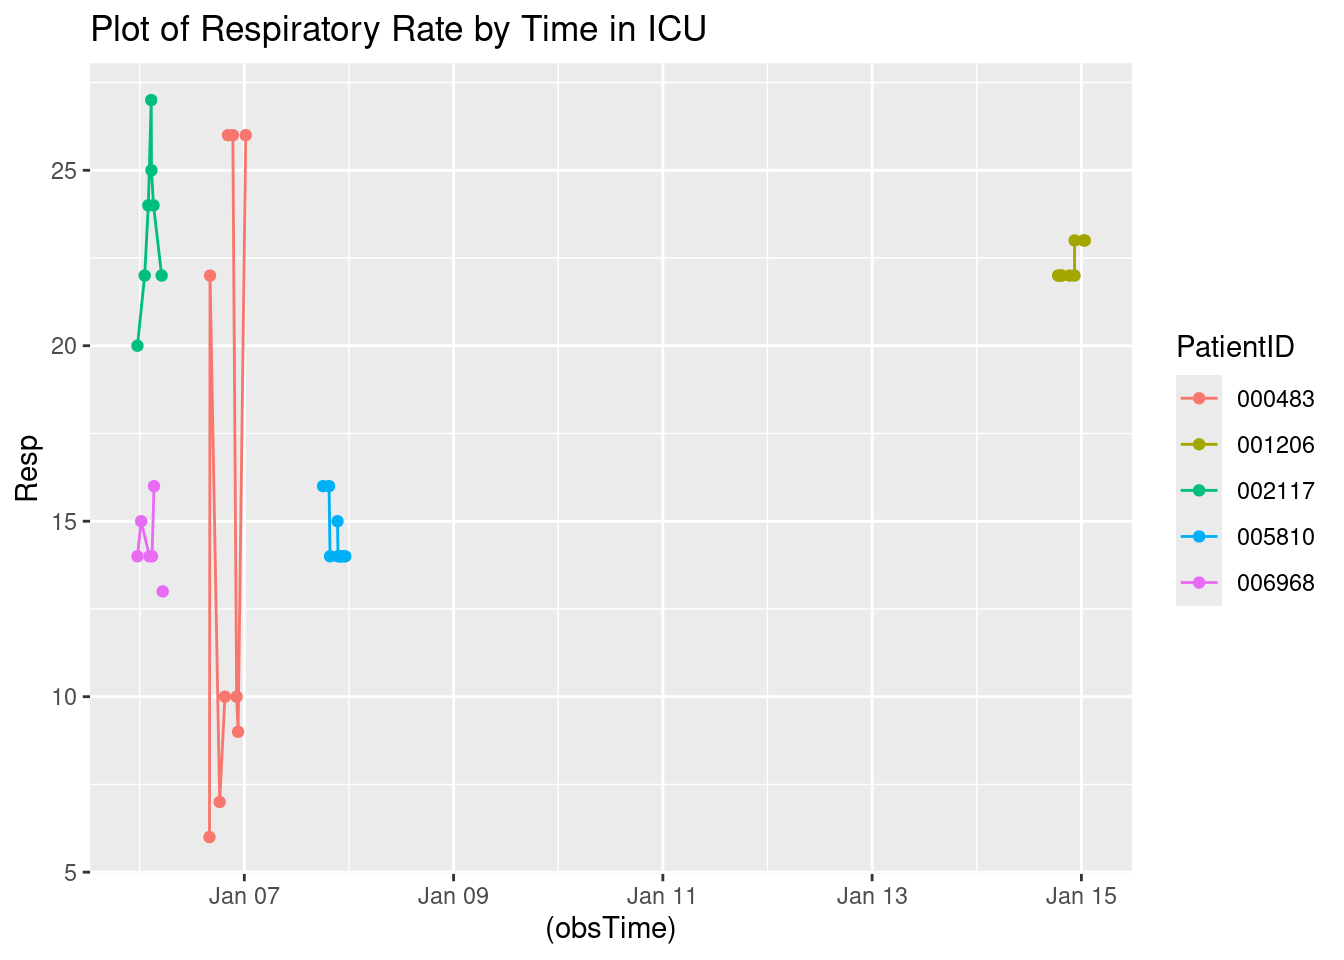 Plot of Respiratory Rate by Time in ICU
25
20
15
10
5
Resp
Jan 07
Jan 09
Jan 11
Jan 13
Jan 15
(obsTime)
PatientID
000483
001206
002117
005810
006968